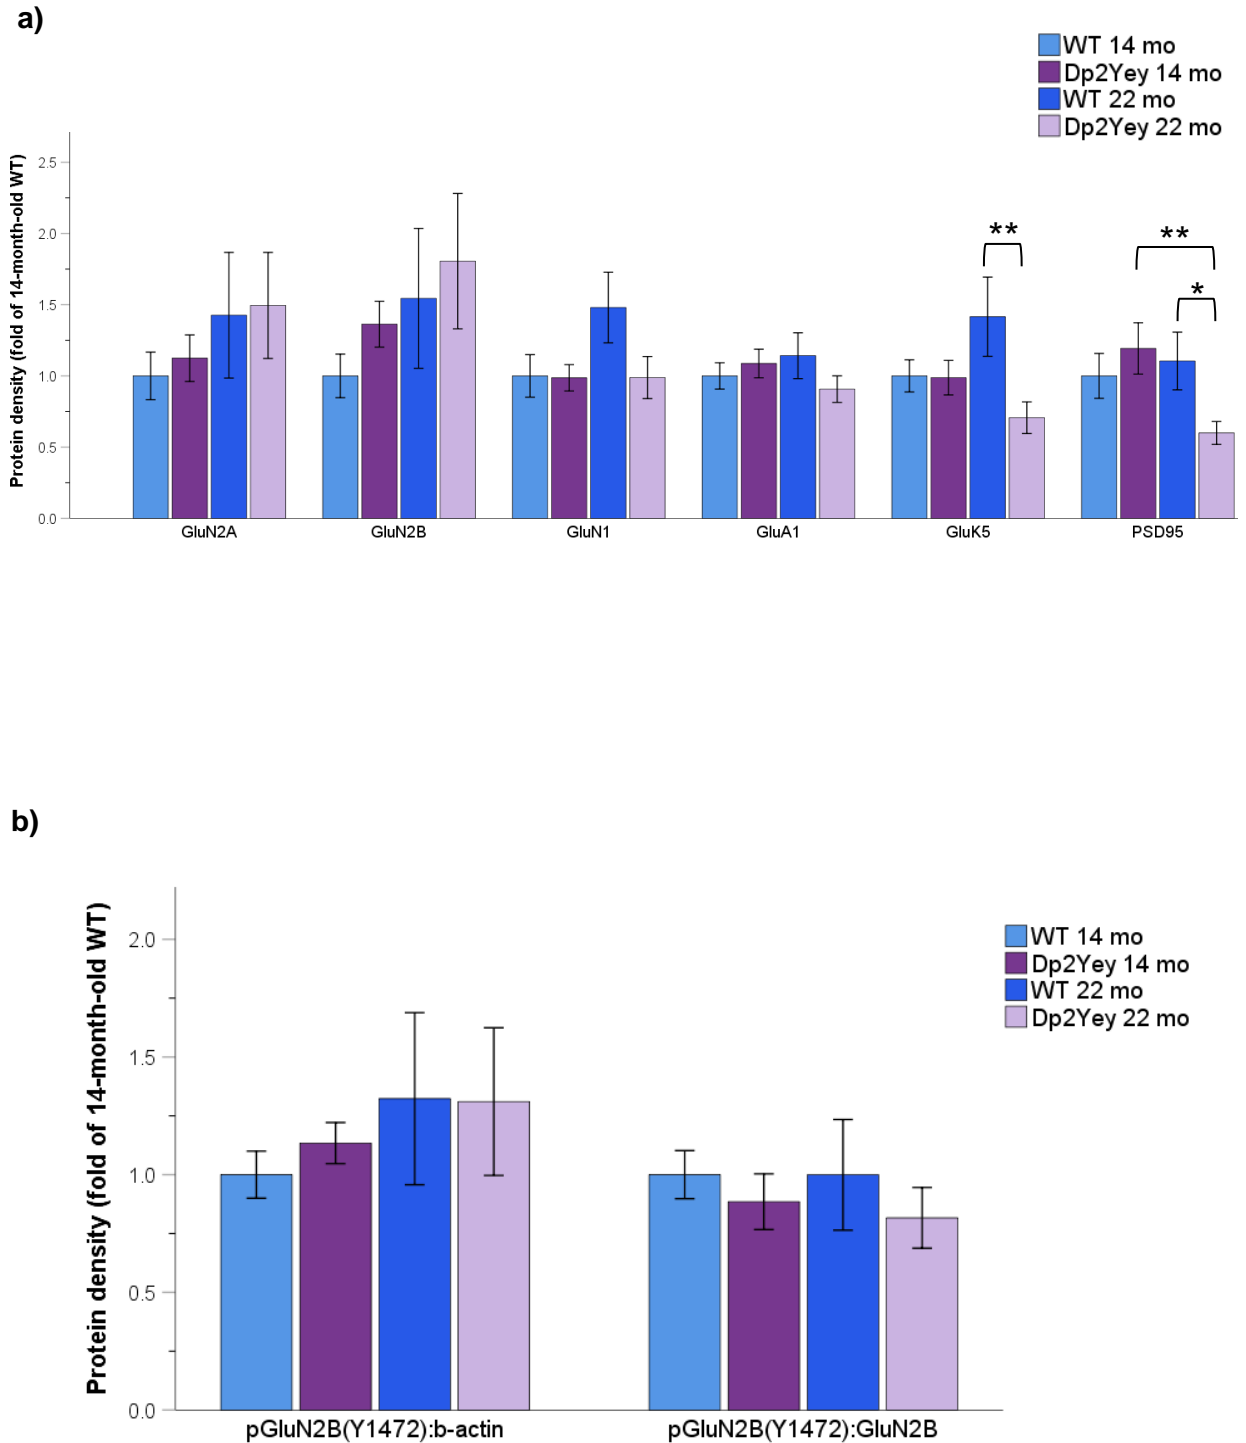 a)
WT 14 mo
Dp2Yey 14 mo
WT 22 mo
Dp2Yey 22 mo
Protein density (fold of 14-month-old WT)
2.5
2.0
1.5
1.0
0.5
0.0
**
**
*
GluN2A GluN2B GluN1 GluA1 GluK5 PSD95
b)
WT 14 mo
Dp2Yey 14 mo
WT 22 mo
Dp2Yey 22 mo
Protein density (fold of 14-month-old WT)
2.0
1.5
1.0
0.5
0.0
pGluN2B(Y1472):b-actin pGluN2B(Y1472):GluN2B